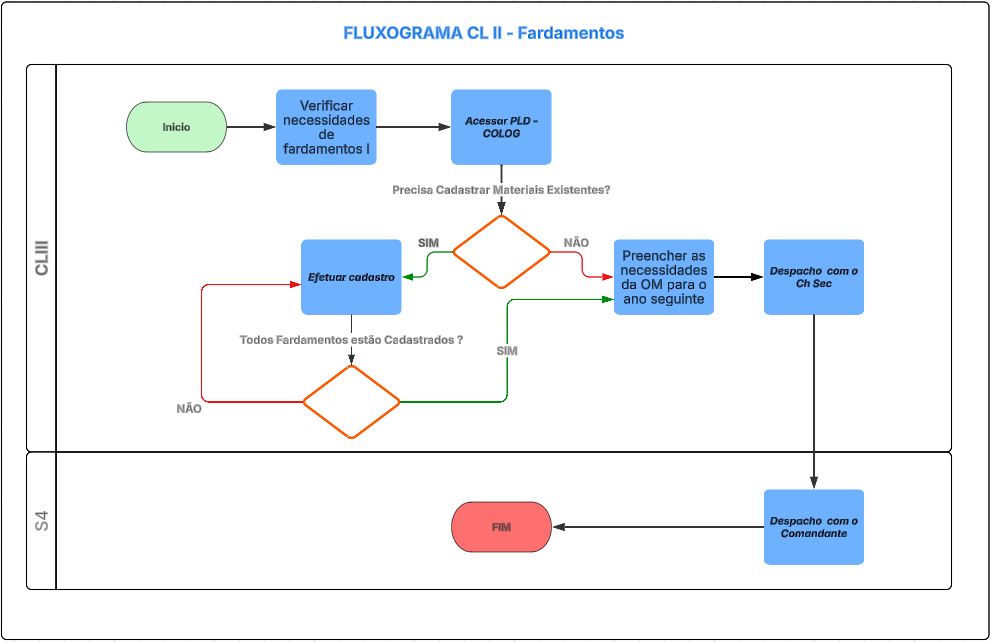 FLUXOGRAMA CL II - Fardamentos
CLIII
Inicio
Verificar
necessidades
de
fardamentos I
Acessar PLD -
COLOG
Precisa Cadastrar Materiais Existentes?
SIM
NÃO
Efetuar cadastro
Preencher as
necessidades
da OM para o
ano seguinte
Despacho com o
Ch Sec
Todos Fardamentos estão Cadastrados ?
SIM
NÃO
S4
FIM
Despacho com o
Comandante